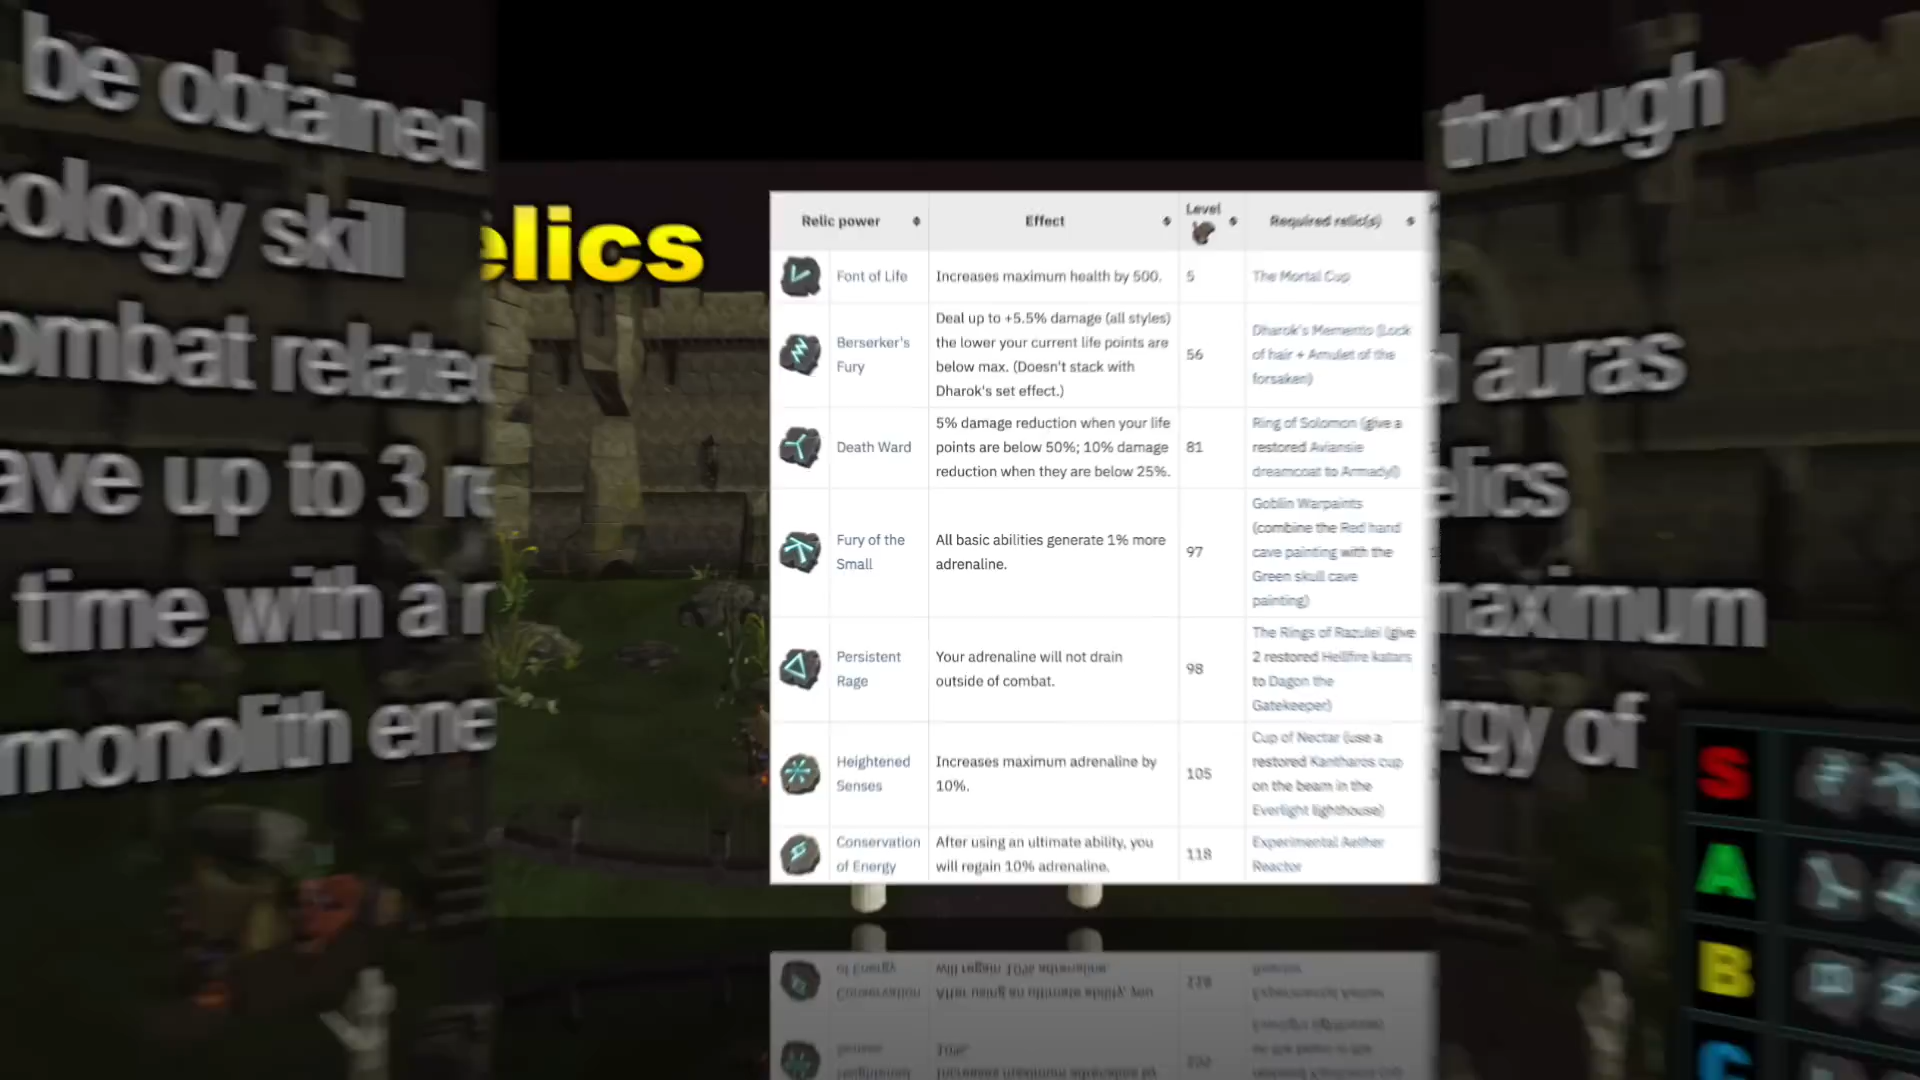 be obtained
through
eology skill
elics
ombat related
d auras
ave up to 3 re
elics
time with a
maximum
monolith ene
rgy of
Relic power
Effect
Level
Required relic(s)
Font of Life
Increases maximum health by 500.
5
The Mortal Cup
Berserker's
Fury
Deal up to +5.5% damage (all styles)
the lower your current life points are
below max. (Doesn't stack with
Dharok's set effect.)
56
Dharok's Memento (Lock
of hair + Amulet of the
forsaken)
Death Ward
5% damage reduction when your life
points are below 50%; 10% damage
reduction when they are below 25%.
81
Ring of Solomon (give a
restored Aviansie
dreamcoat to Armadyl)
Fury of the
Small
All basic abilities generate 1% more
adrenaline.
97
Goblin Warpaints
(combine the Red hand
cave painting with the
Green skull cave
painting)
Persistent
Rage
Your adrenaline will not drain
outside of combat.
98
The Rings of Razulei (give
2 restored Hellfire katars
to Dagon the
Gatekeeper)
Heightened
Senses
Increases maximum adrenaline by
10%.
105
Cup of Nectar (use a
restored Kantharos cup
on the beam in the
Everlight lighthouse)
Conservation
of Energy
After using an ultimate ability, you
will regain 10% adrenaline.
118
Experimental Aether
Reactor
S
A
B
C